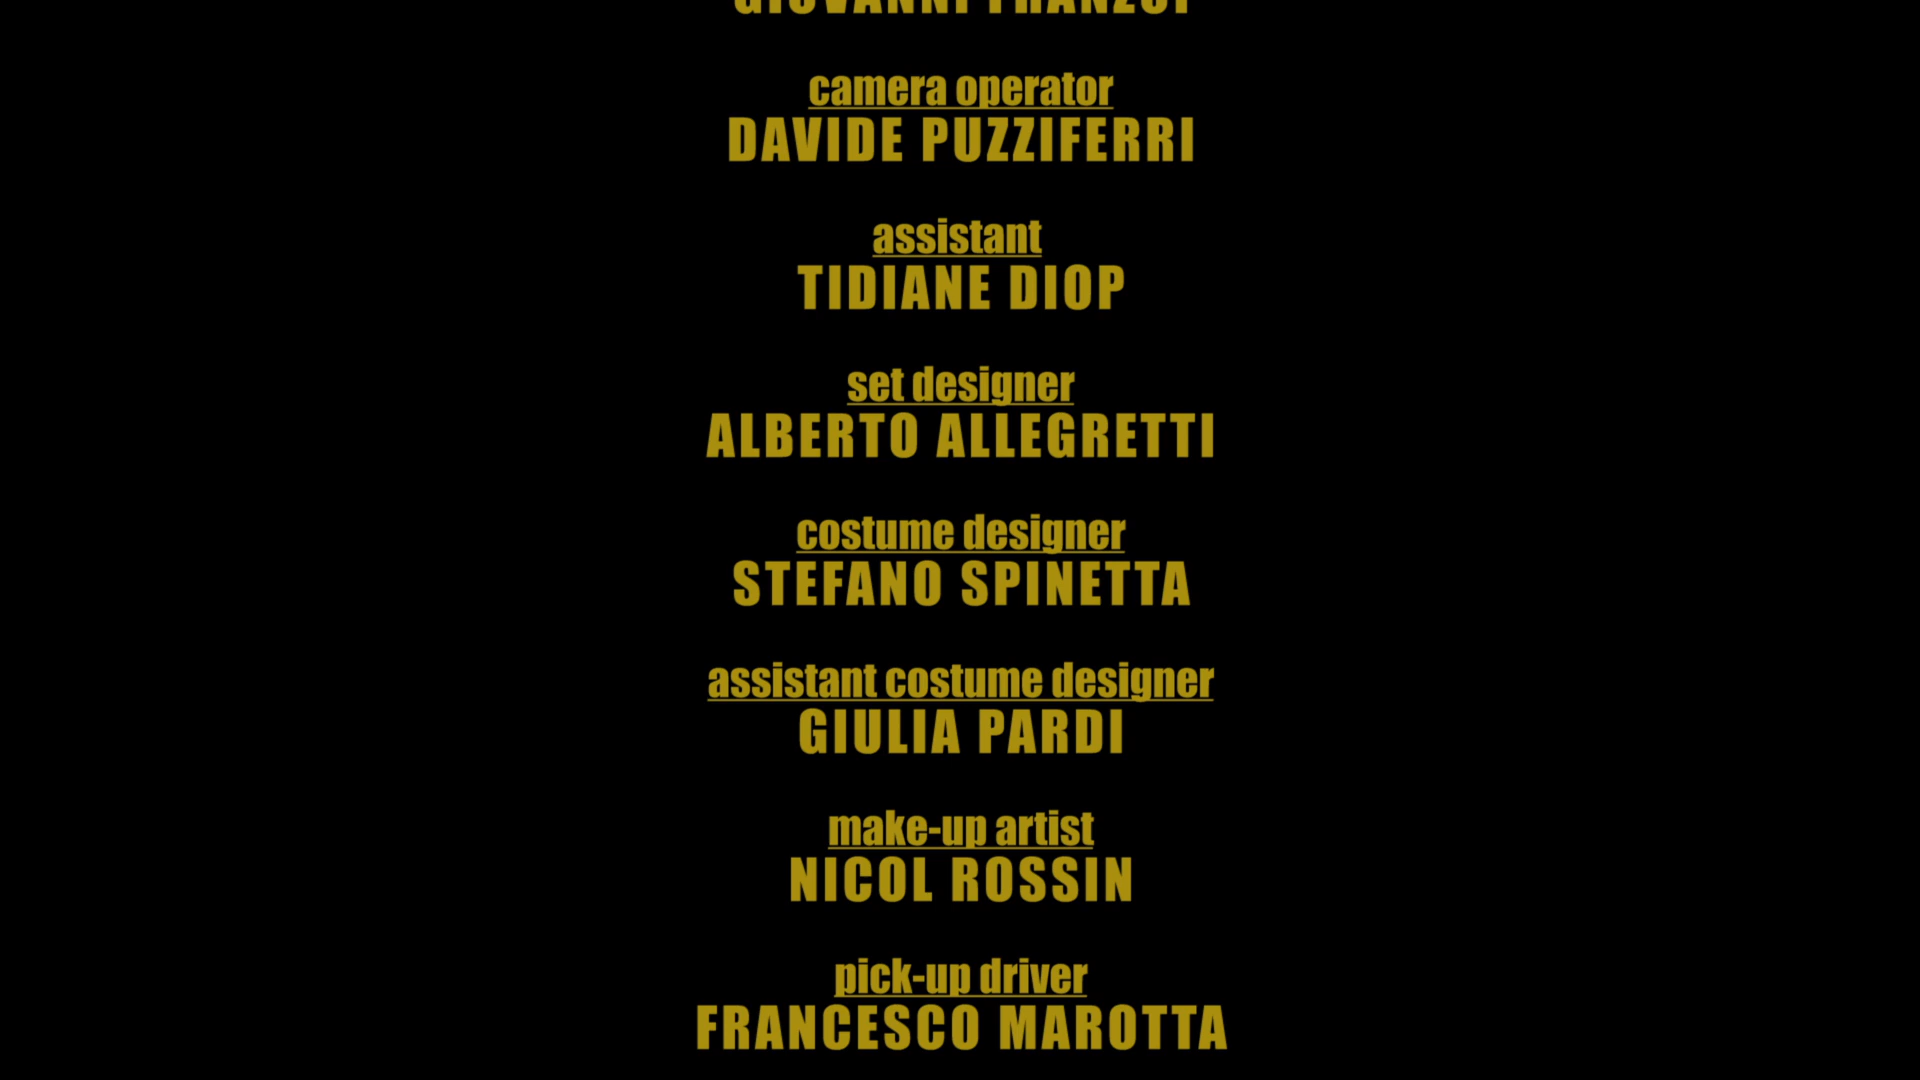 camera operator
DAVIDE PUZZIFERRI
assistant
TIDIANE DIOP
set designer
ALBERTO ALLEGRETTI
costume designer
STEFANO SPINETTA
assistant costume designer
GIULIA PARDI
make-up artist
NICOL ROSSIN
pick-up driver
FRANCESCO MAROTTA